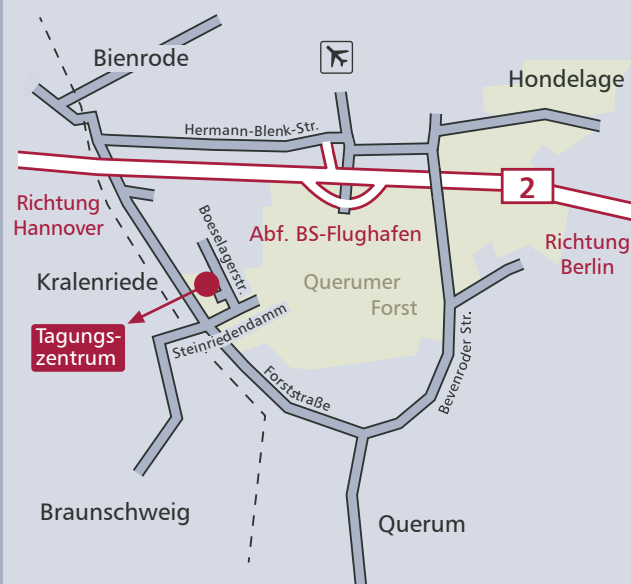 Bienrode
Hondelage
Hermann-Blenk-Str.
2
Richtung
Hannover
Boeselagerstr.
Abf. BS-Flughafen
Richtung
Berlin
Kralenriede
Querumer
Forst
Tagungs-
zentrum
Steinriedendamm
Forststraße
Bevenroder Str.
Braunschweig
Querum